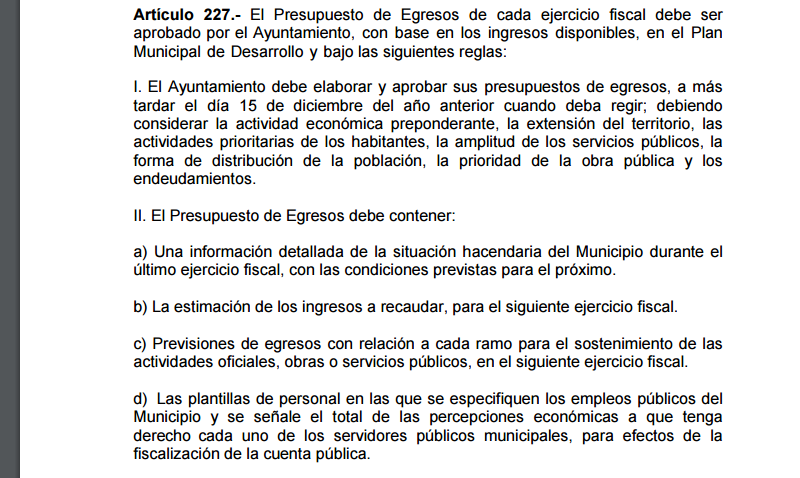 Artículo 227.- El Presupuesto de Egresos de cada ejercicio fiscal debe ser
aprobado por el Ayuntamiento, con base en los ingresos disponibles, en el Plan
Municipal de Desarrollo y bajo las siguientes reglas:
I. El Ayuntamiento debe elaborar y aprobar sus presupuestos de egresos, a más
tardar el día 15 de diciembre del año anterior cuando deba regir; debiendo
considerar la actividad económica preponderante, la extensión del territorio, las
actividades prioritarias de los habitantes, la amplitud de los servicios públicos, la
forma de distribución de la población, la prioridad de la obra pública y los
endeudamientos.
II. El Presupuesto de Egresos debe contener:
a) Una información detallada de la situación hacendaria del Municipio durante el
último ejercicio fiscal, con las condiciones previstas para el próximo.
b) La estimación de los ingresos a recaudar, para el siguiente ejercicio fiscal.
c) Previsiones de egresos con relación a cada ramo para el sostenimiento de las
actividades oficiales, obras o servicios públicos, en el siguiente ejercicio fiscal.
d) Las plantillas de personal en las que se especifiquen los empleos públicos del
Municipio y se señale el total de las percepciones económicas a que tenga
derecho cada uno de los servidores públicos municipales, para efectos de la
fiscalización de la cuenta pública.